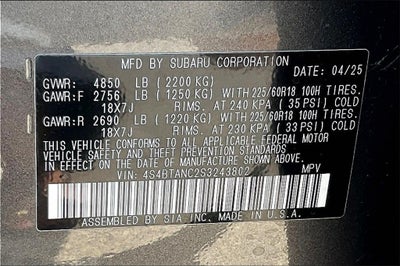 MFD BY SUBARU CORPORATION
DATE 04/25
GVWR: 4850 LB (2200 KG)
GAWR:F 2756 LB (1250 KG) WITH 225/60R18 100H TIRES,
18X7J RIMS, AT 240 KPA (35 PSI) COLD
GAWR:R 2690 LB (1220 KG) WITH 225/60R18 100H TIRES,
18X7J RIMS, AT 230 KPA (33 PSI) COLD
THIS VEHICLE CONFORMS TO ALL APPLICABLE FEDERAL MOTOR
VEHICLE SAFETY, BUMPER, AND THEFT PREVENTION STANDARDS
IN EFFECT ON THE DATE OF MANUFACTURE SHOWN ABOVE.
VIN: 4S4BTANC2S3243802 MPV
ASSEMBLED BY SIA, INC. MADE IN U.S.A.